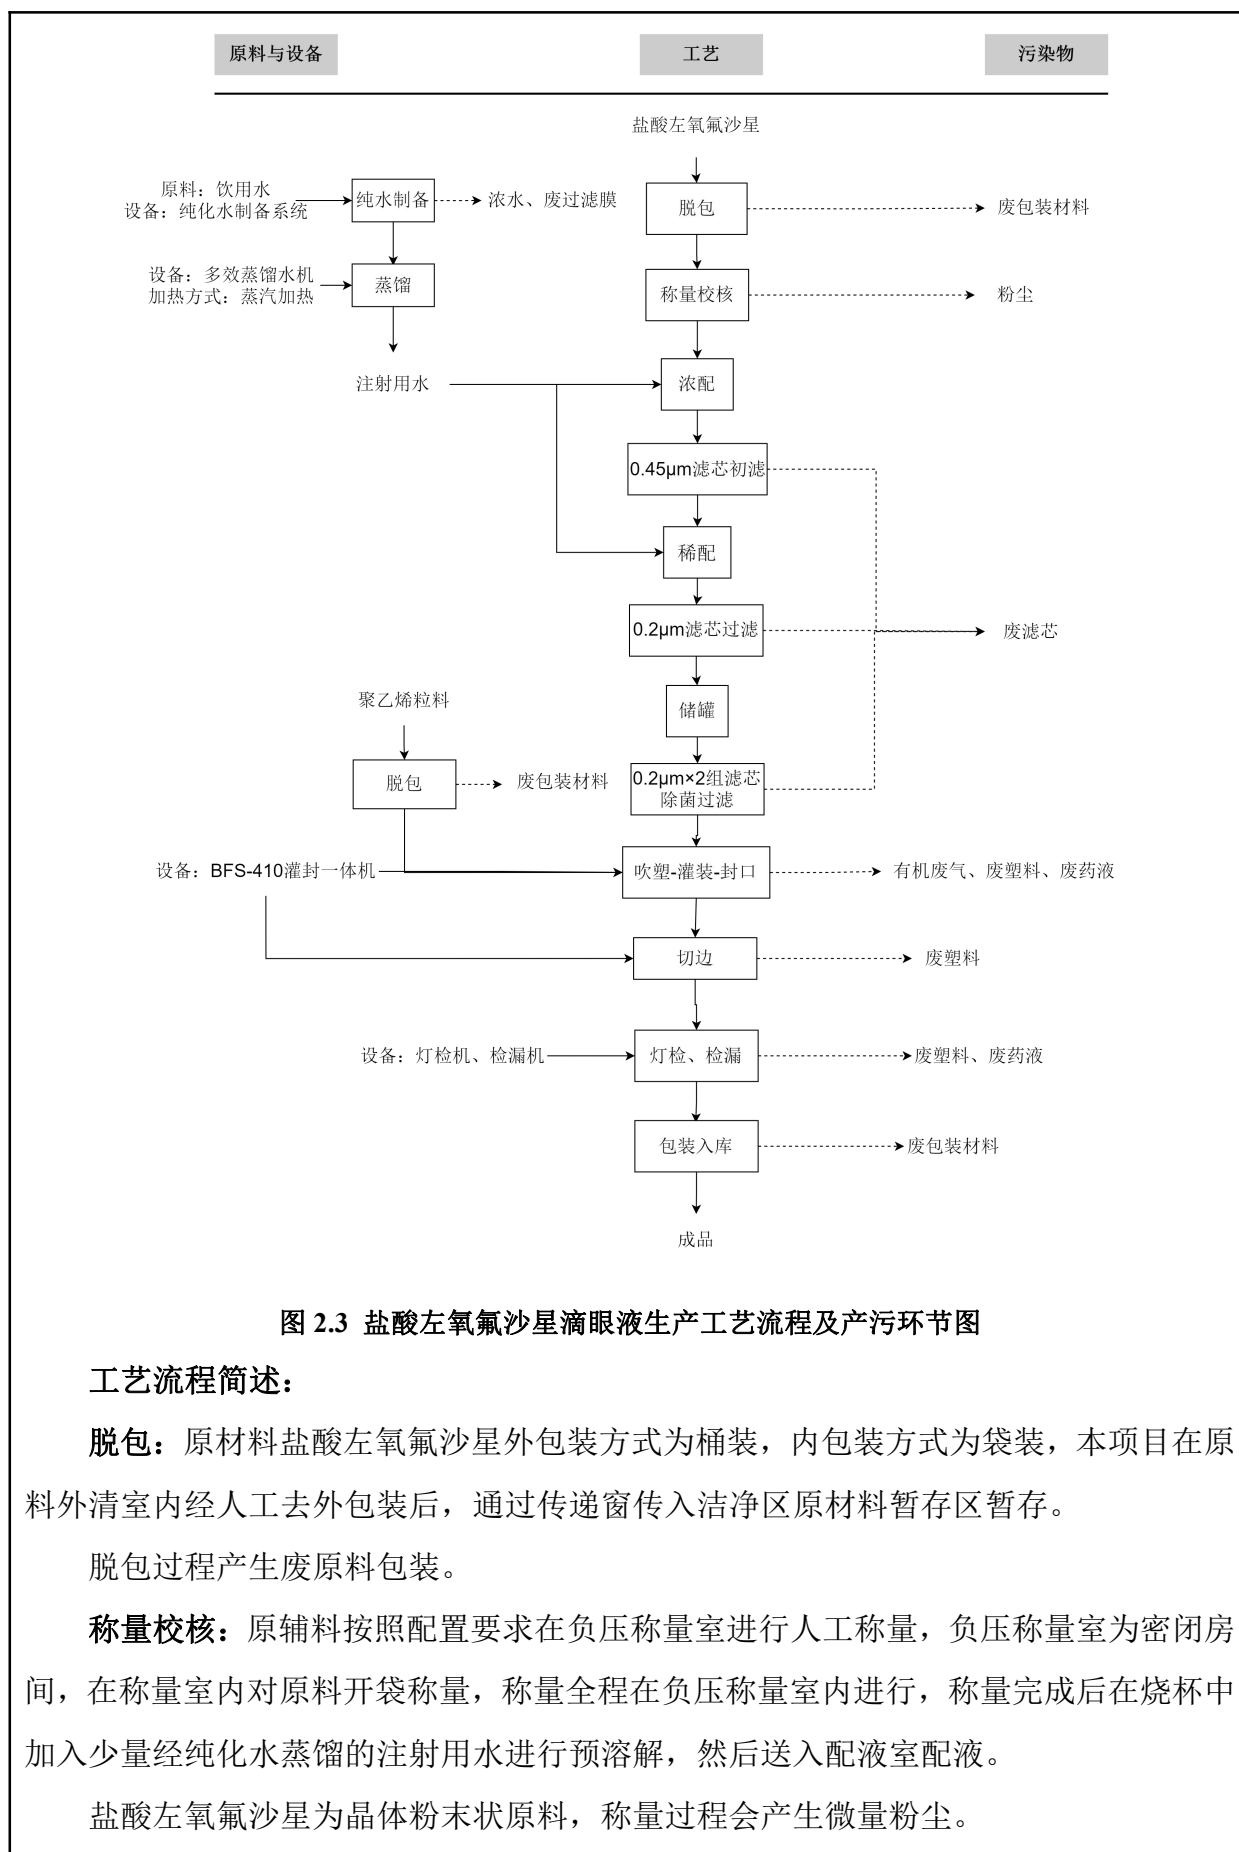 原料与设备
工艺
污染物
盐酸左氧氟沙星
原料：饮用水
设备：纯化水制备系统
纯水制备
浓水、废过滤膜
脱包
废包装材料
设备：多效蒸馏水机
加热方式：蒸汽加热
蒸馏
称量校核
粉尘
注射用水
浓配
0.45μm滤芯初滤
稀配
0.2μm滤芯过滤
废滤芯
聚乙烯粒料
储罐
脱包
废包装材料
0.2μm×2组滤芯
除菌过滤
设备：BFS-410灌封一体机
吹塑-灌装-封口
有机废气、废塑料、废药液
切边
废塑料
设备：灯检机、检漏机
灯检、检漏
废塑料、废药液
包装入库
废包装材料
成品
图 2.3 盐酸左氧氟沙星滴眼液生产工艺流程及产污环节图
工艺流程简述：
脱包：原材料盐酸左氧氟沙星外包装方式为桶装，内包装方式为袋装，本项目在原
料外清室内经人工去外包装后，通过传递窗传入洁净区原材料暂存区暂存。
脱包过程产生废原料包装。
称量校核：原辅料按照配置要求在负压称量室进行人工称量，负压称量室为密闭房
间，在称量室内对原料开袋称量，称量全程在负压称量室内进行，称量完成后在烧杯中
加入少量经纯化水蒸馏的注射用水进行预溶解，然后送入配液室配液。
盐酸左氧氟沙星为晶体粉末状原料，称量过程会产生微量粉尘。